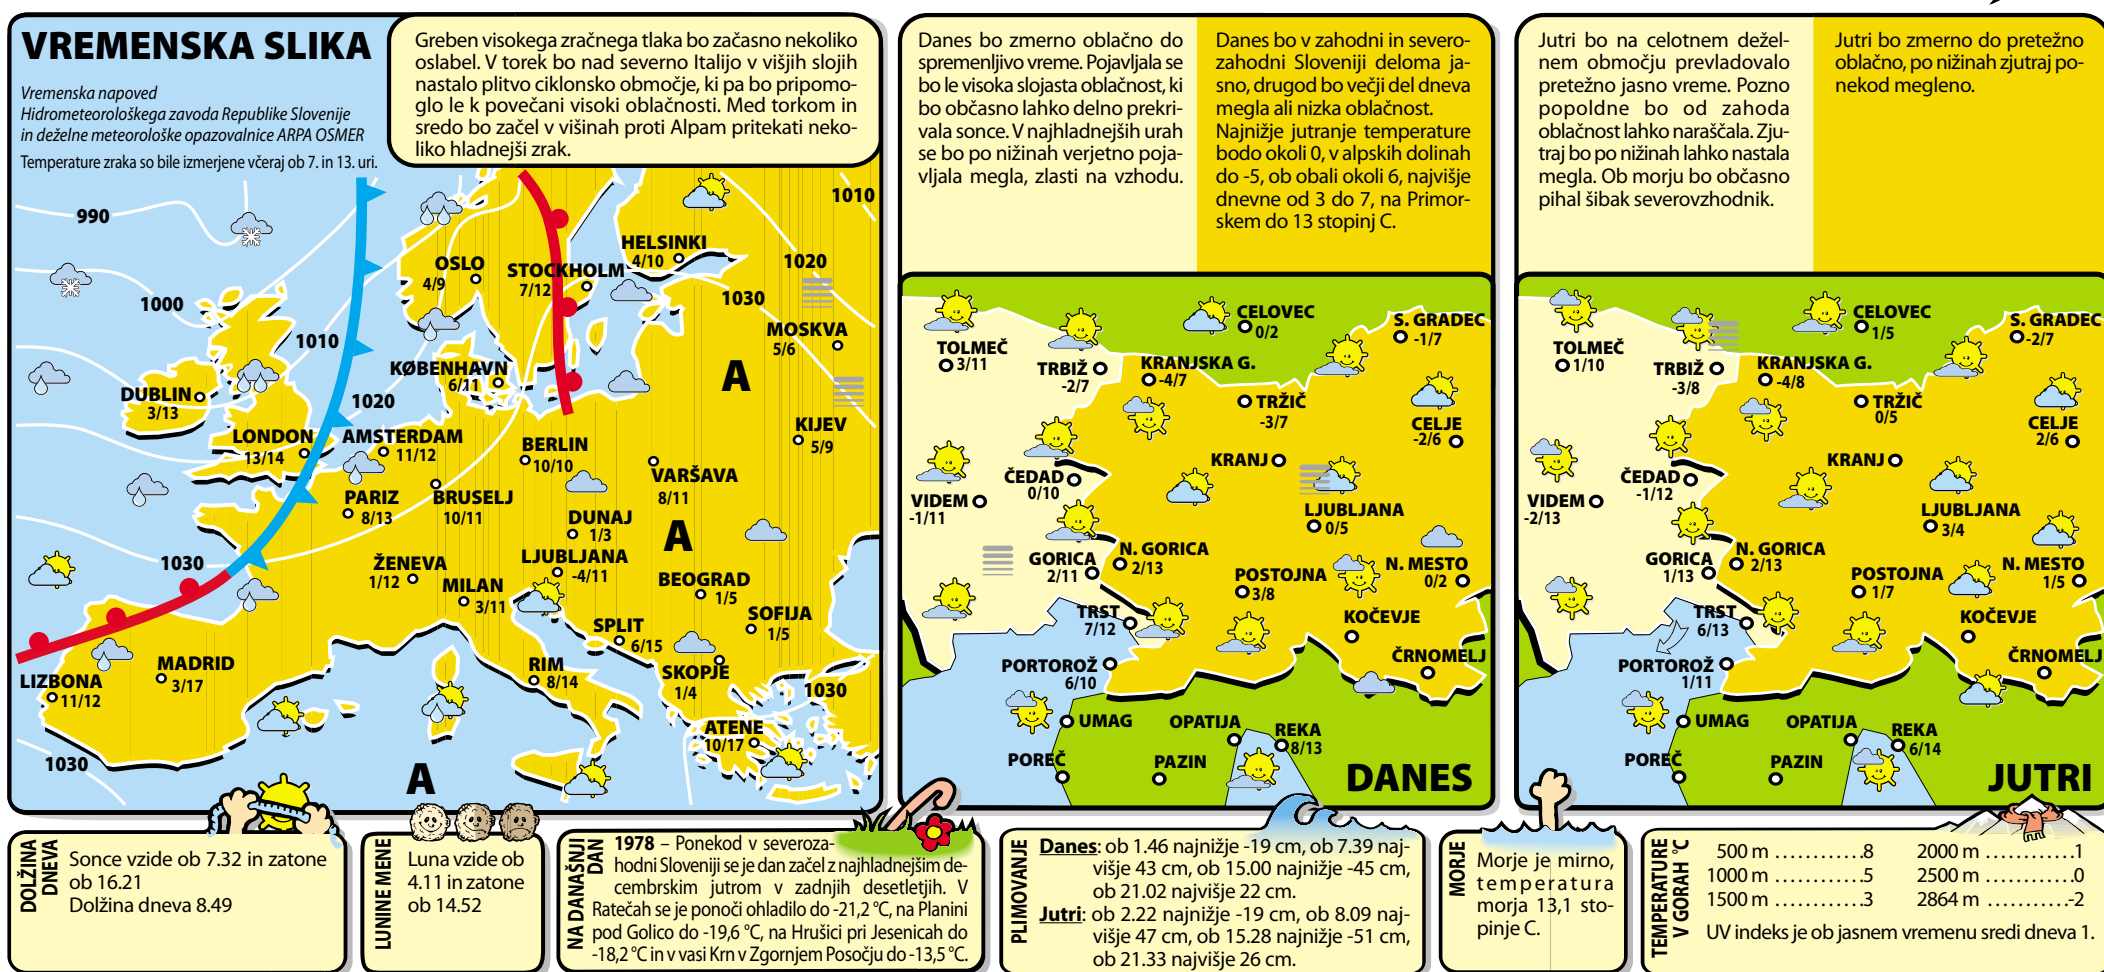 VREMENSKA SLIKA
Vremenska napoved
Hidrometeorološkega zavoda Republike Slovenije
in deželne meteorološke opazovalnice ARPA OSMER
Temperature zraka so bile izmerjene včeraj ob 7. in 13. uri.
Greben visokega zračnega tlaka bo začasno nekoliko
oslabel. V torek bo nad severno Italijo v višjih slojih
nastalo plitvo ciklonsko območje, ki pa bo pripomo-
glo le k povečani visoki oblačnosti. Med torkom in
sredo bo začel v višinah proti Alpam pritekati neko-
liko hladnejši zrak.
990
1010
1000
1010
1020
1020
1030
1030
1030
1030
HELSINKI
4/10
OSLO
4/9
STOCKHOLM
7/12
MOSKVA
5/6
KØBENHAVN
6/11
DUBLIN
3/13
KIJEV
5/9
LONDON
13/14
AMSTERDAM
11/12
BERLIN
10/10
VARŠAVA
8/11
PARIZ
8/13
BRUSELJ
10/11
DUNAJ
1/3
ŽENEVA
1/12
LJUBLJANA
-4/11
MILAN
3/11
BEOGRAD
1/5
SOFIJA
1/5
SPLIT
6/15
MADRID
3/17
RIM
8/14
SKOPJE
1/4
LIZBONA
11/12
ATENE
10/17
A
A
A
Danes bo zmerno oblačno do
spremenljivo vreme. Pojavljala se
bo le visoka slojasta oblačnost, ki
bo občasno lahko delno prekri-
vala sonce. V najhladnejših urah
se bo po nižinah verjetno poja-
vljala megla, zlasti na vzhodu.
Danes bo v zahodni in severo-
zahodni Sloveniji deloma ja-
sno, drugod bo večji del dneva
megla ali nizka oblačnost.
Najnižje jutranje temperature
bodo okoli 0, v alpskih dolinah
do -5, ob obali okoli 6, najvišje
dnevne od 3 do 7, na Primor-
skem do 13 stopinj C.
CELOVEC
0/2
S. GRADEC
-1/7
TOLMEČ
3/11
TRBIŽ
-2/7
KRANJSKA G.
-4/7
TRŽIČ
-3/7
CELJE
-2/6
KRANJ
ČEDAD
0/10
VIDEM
-1/11
LJUBLJANA
0/5
GORICA
2/11
N. GORICA
2/13
POSTOJNA
3/8
N. MESTO
0/2
TRST
7/12
KOČEVJE
PORTOROŽ
6/10
ČRNOMELJ
UMAG
OPATIJA
REKA
8/13
POREČ
PAZIN
DANES
Jutri bo na celotnem dežel-
nem območju prevladovalo
pretežno jasno vreme. Pozno
popoldne bo od zahoda
oblačnost lahko naraščala. Zju-
traj bo po nižinah lahko nastala
megla. Ob morju bo občasno
pihal šibak severovzhodnik.
Jutri bo zmerno do pretežno
oblačno, po nižinah zjutraj po-
nekod megleno.
CELOVEC
1/5
S. GRADEC
-2/7
TOLMEČ
1/10
TRBIŽ
-3/8
KRANJSKA G.
-4/8
TRŽIČ
0/5
CELJE
2/6
KRANJ
ČEDAD
-1/12
VIDEM
-2/13
LJUBLJANA
3/4
GORICA
1/13
N. GORICA
2/13
POSTOJNA
1/7
N. MESTO
1/5
TRST
6/13
KOČEVJE
PORTOROŽ
1/11
ČRNOMELJ
UMAG
OPATIJA
REKA
6/14
POREČ
PAZIN
JUTRI
DOLŽINA
DNEVA
Sonce vzide ob 7.32 in zatone
ob 16.21
Dolžina dneva 8.49
LUNINE MENE
Luna vzide ob
4.11 in zatone
ob 14.52
NA DANAŠNJI
DAN
1978 – Ponekod v severoza-
hodni Sloveniji se je dan začel z najhladnejšim de-
cembrskim jutrom v zadnjih desetletjih. V
Ratečah se je ponoči ohladilo do -21,2 °C, na Planini
pod Golico do -19,6 °C, na Hrušici pri Jesenicah do
-18,2 °C in v vasi Krn v Zgornjem Posočju do -13,5 °C.
PLIMOVANJE
Danes: ob 1.46 najnižje -19 cm, ob 7.39 naj-
višje 43 cm, ob 15.00 najnižje -45 cm,
ob 21.02 najvišje 22 cm.
Jutri: ob 2.22 najnižje -19 cm, ob 8.09 naj-
višje 47 cm, ob 15.28 najnižje -51 cm,
ob 21.33 najvišje 26 cm.
MORJE
Morje je mirno,
temperatura
morja 13,1 sto-
pinje C.
TEMPERATURE
V GORAH °C
500 m ............8
1000 m ...........5
1500 m ...........3
2000 m ............1
2500 m ............0
2864 m ...........-2
UV indeks je ob jasnem vremenu sredi dneva 1.